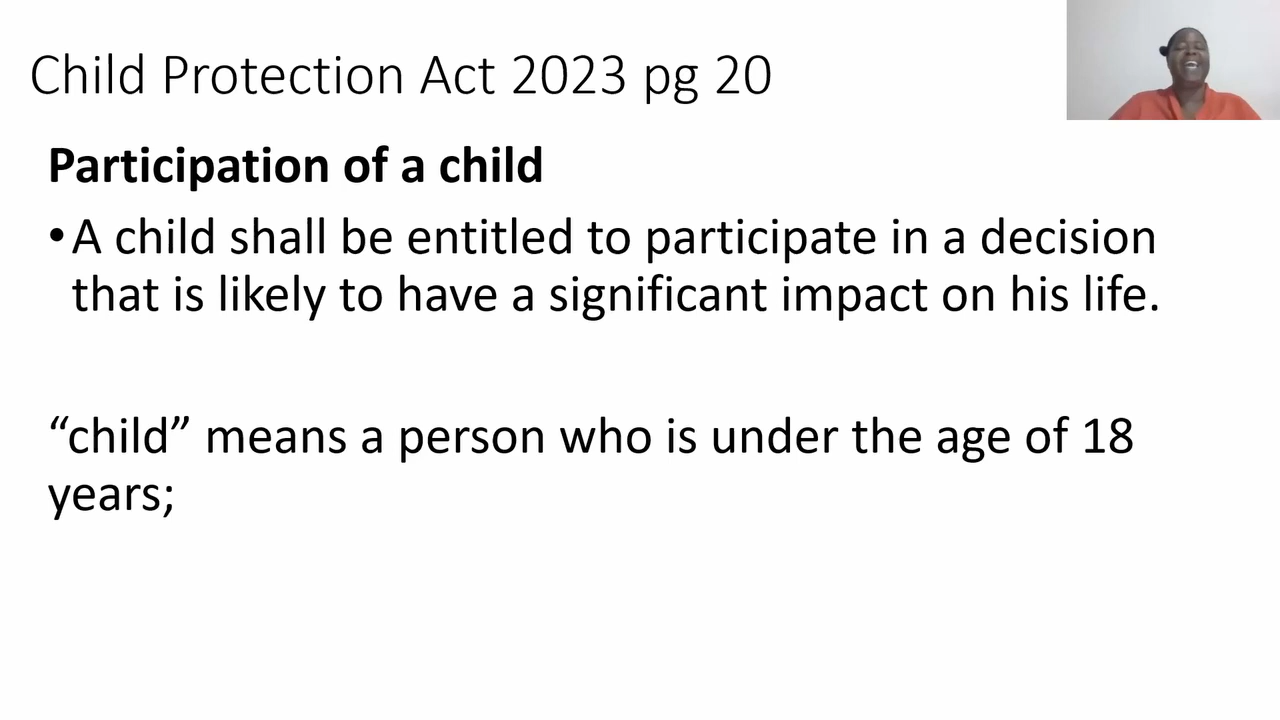 Child Protection Act 2023 pg 20
Participation of a child
•A child shall be entitled to participate in a decision
that is likely to have a significant impact on his life.
“child” means a person who is under the age of 18
years;